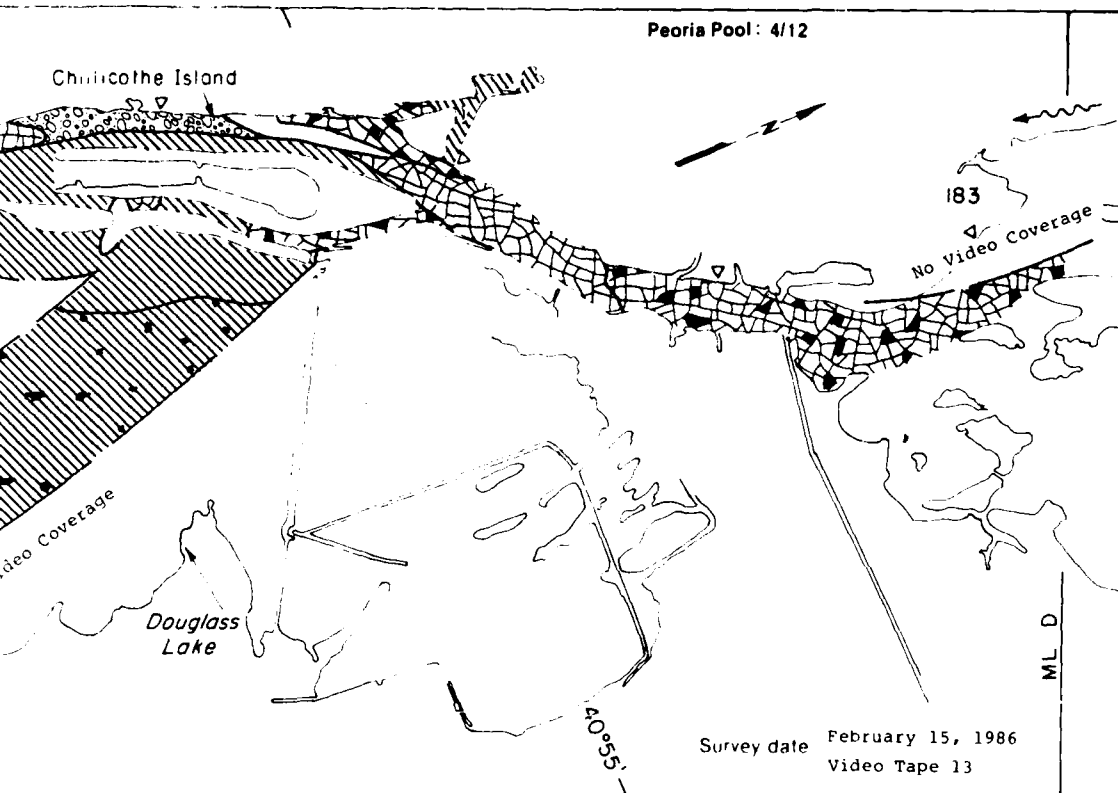 Peoria Pool: 4/12
Chillicothe Island
N
183
No Video Coverage
Video Coverage
Douglass
Lake
ML D
40°55'
Survey date February 15, 1986
Video Tape 13